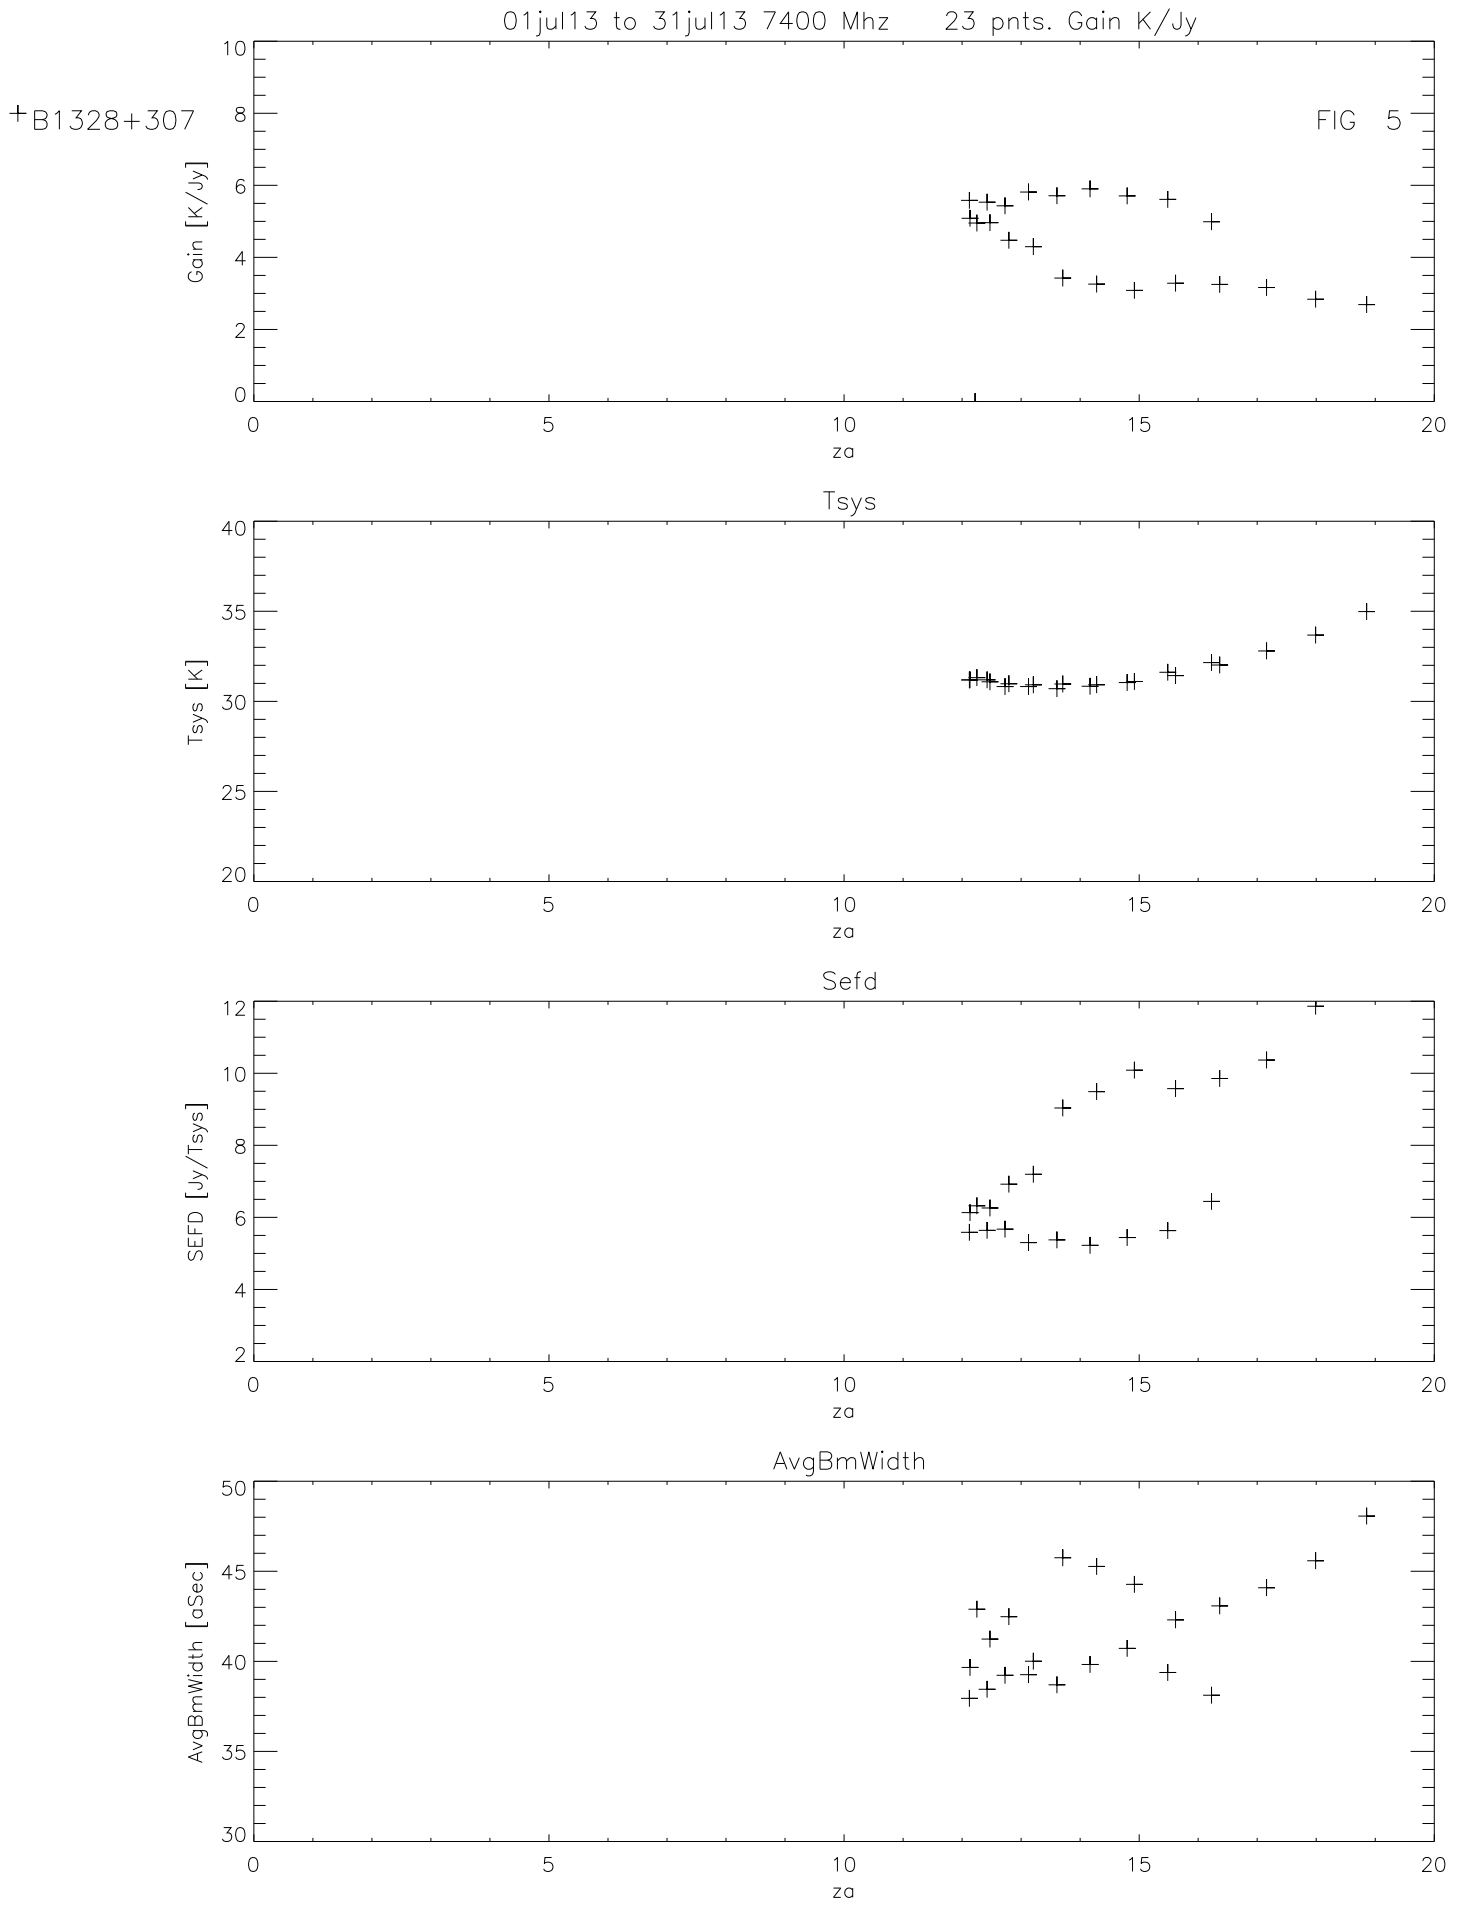 01jul13 to 31jul13 7400 Mhz 23 pnts. Gain K/Jy
+B1328+307
FIG 5
Gain [K/Jy]
10
8
6
4
2
0
0 5 10 15 20
za
Tsys
Tsys [K]
40
35
30
25
20
0 5 10 15 20
za
Sefd
SEFD [Jy/Tsys]
12
10
8
6
4
2
0 5 10 15 20
za
AvgBmWidth
AvgBmWidth [aSec]
50
45
40
35
30
0 5 10 15 20
za